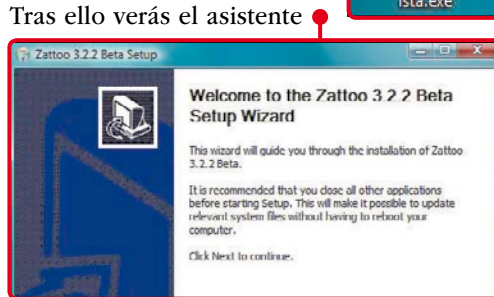 ista.exe
Tras ello verás el asistente
Zattoo 3.2.2 Beta Setup
Welcome to the Zattoo 3.2.2 Beta
Setup Wizard
This wizard will guide you through the installation of Zattoo
3.2.2 Beta.
It is recommended that you close all other applications
before starting Setup. This will make it possible to update
relevant system files without having to reboot your
computer.
Click Next to continue.